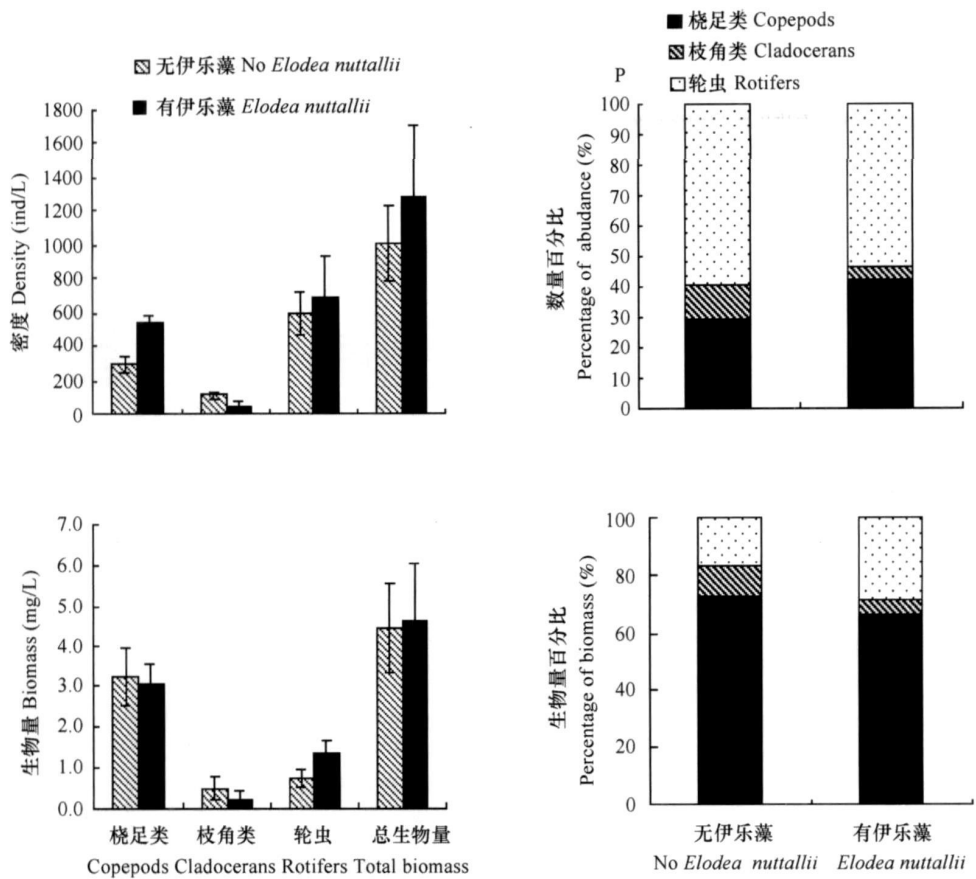 无伊乐藻 No Elodea nuttallii
有伊乐藻 Elodea nuttallii
密度 Density (ind/L)
1800
1600
1400
1200
1000
800
600
400
200
0
桡足类 Copepods
枝角类 Cladocerans
轮虫 Rotifers
P
数量百分比
Percentage of abudance (%)
100
90
80
70
60
50
40
30
20
10
0
生物量 Biomass (mg/L)
7.0
6.0
5.0
4.0
3.0
2.0
1.0
0.0
桡足类 枝角类 轮虫 总生物量
Copepods Cladocerans Rotifers Total biomass
生物量百分比
Percentage of biomass (%)
100
80
60
40
20
0
无伊乐藻 有伊乐藻
No Elodea nuttallii Elodea nuttallii